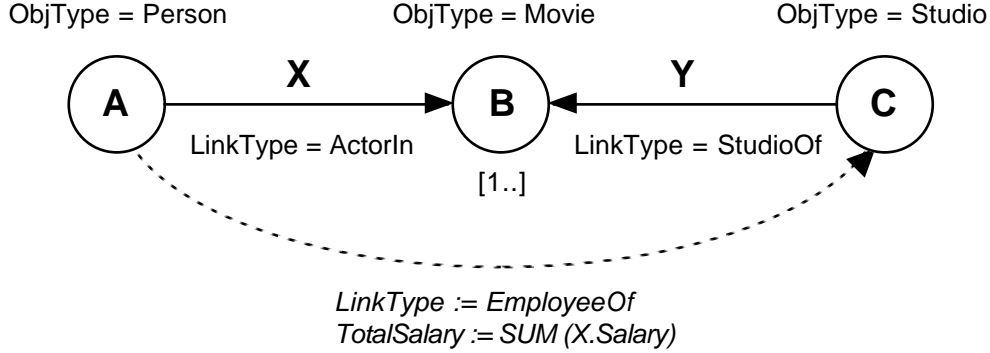 ObjType = Person ObjType = Movie ObjType = Studio
X Y
A B C
LinkType = ActorIn LinkType = StudioOf
[1..]
LinkType := EmployeeOf
TotalSalary := SUM (X.Salary)